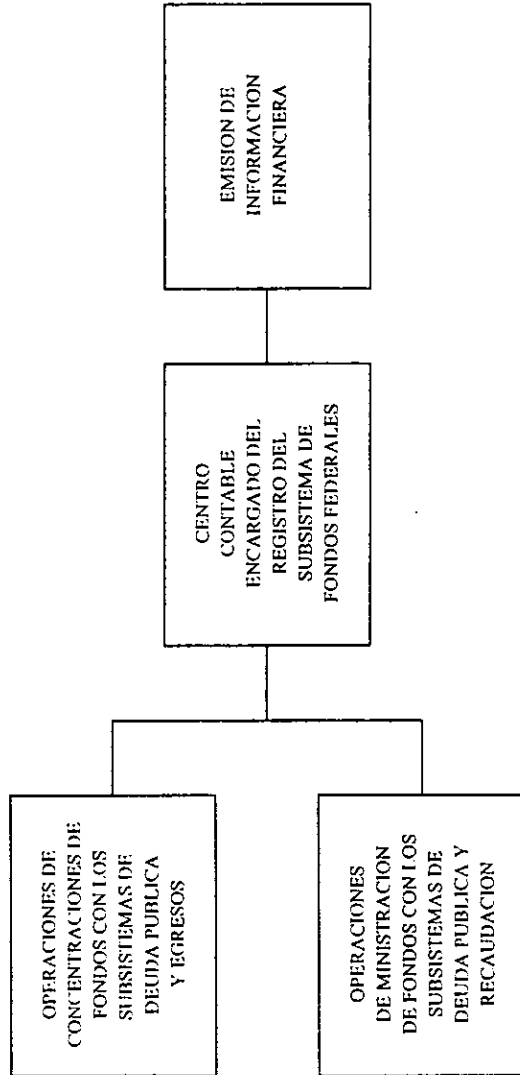 OPERACIONES DE
CONCENTRACIONES DE
FONDOS CON LOS
SUBSISTEMAS DE
DEUDA PUBLICA
Y EGRESOS
OPERACIONES
DE MINISTRACION
DE FONDOS CON LOS
SUBSISTEMAS DE
DEUDA PUBLICA Y
RECAUDACION
CENTRO
CONTABLE
ENCARGADO DEL
REGISTRO DEL
SUBSISTEMA DE
FONDOS FEDERALES
EMISION DE
INFORMACION
FINANCIERA